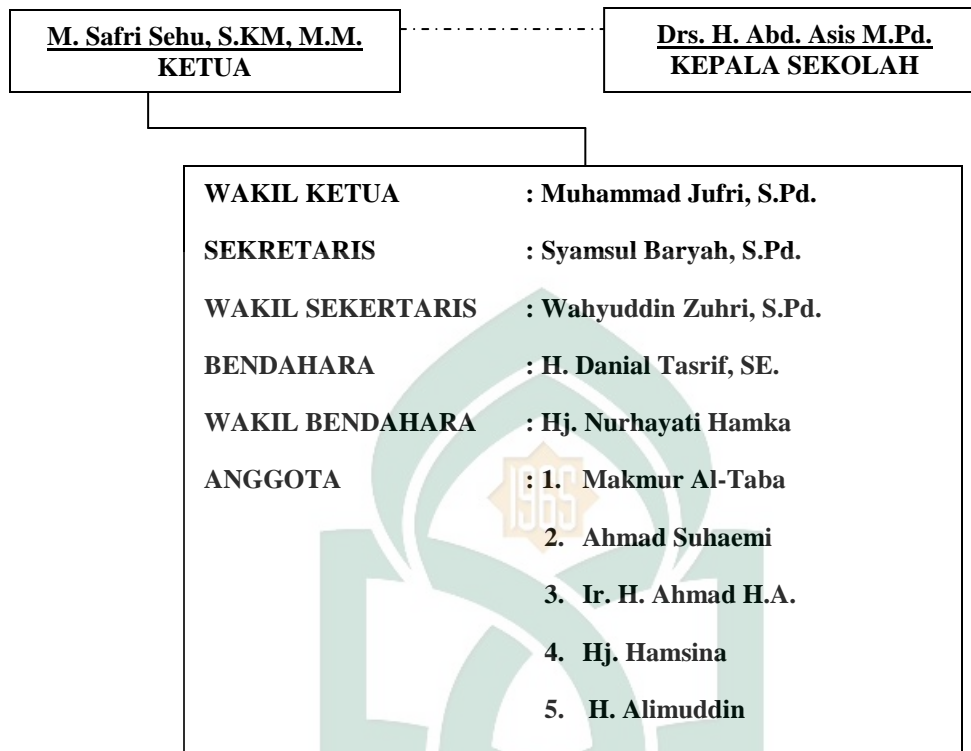 M. Safri Sehu, S.KM, M.M.
KETUA
Drs. H. Abd. Asis M.Pd.
KEPALA SEKOLAH
WAKIL KETUA : Muhammad Jufri, S.Pd.
SEKRETARIS : Syamsul Baryah, S.Pd.
WAKIL SEKERTARIS : Wahyuddin Zuhri, S.Pd.
BENDAHARA : H. Danial Tasrif, SE.
WAKIL BENDAHARA : Hj. Nurhayati Hamka
ANGGOTA : 1. Makmur Al-Taba
1965
2. Ahmad Suhaemi
3. Ir. H. Ahmad H.A.
4. Hj. Hamsina
5. H. Alimuddin